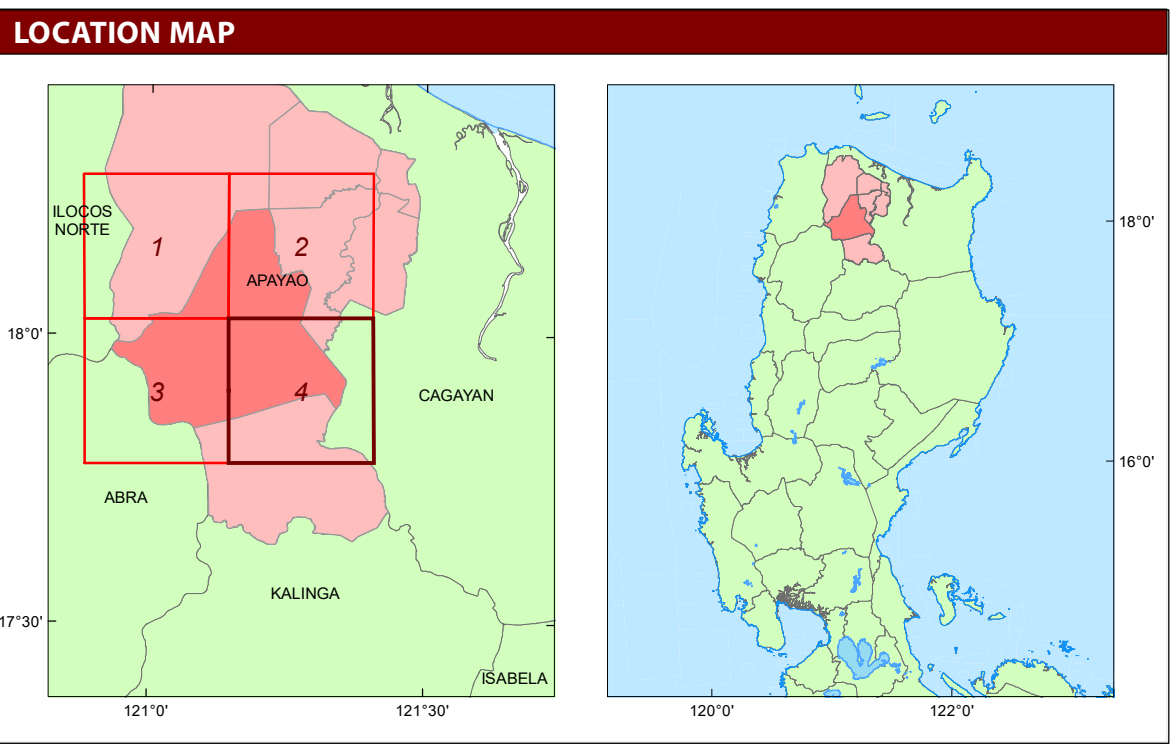 LOCATION MAP
ILOCOS
NORTE
1
2
APAYAO
18°0'
3
4
CAGAYAN
ABRA
KALINGA
17°30'
ISABELA
121°0'
121°30'
18°0'
16°0'
120°0'
122°0'